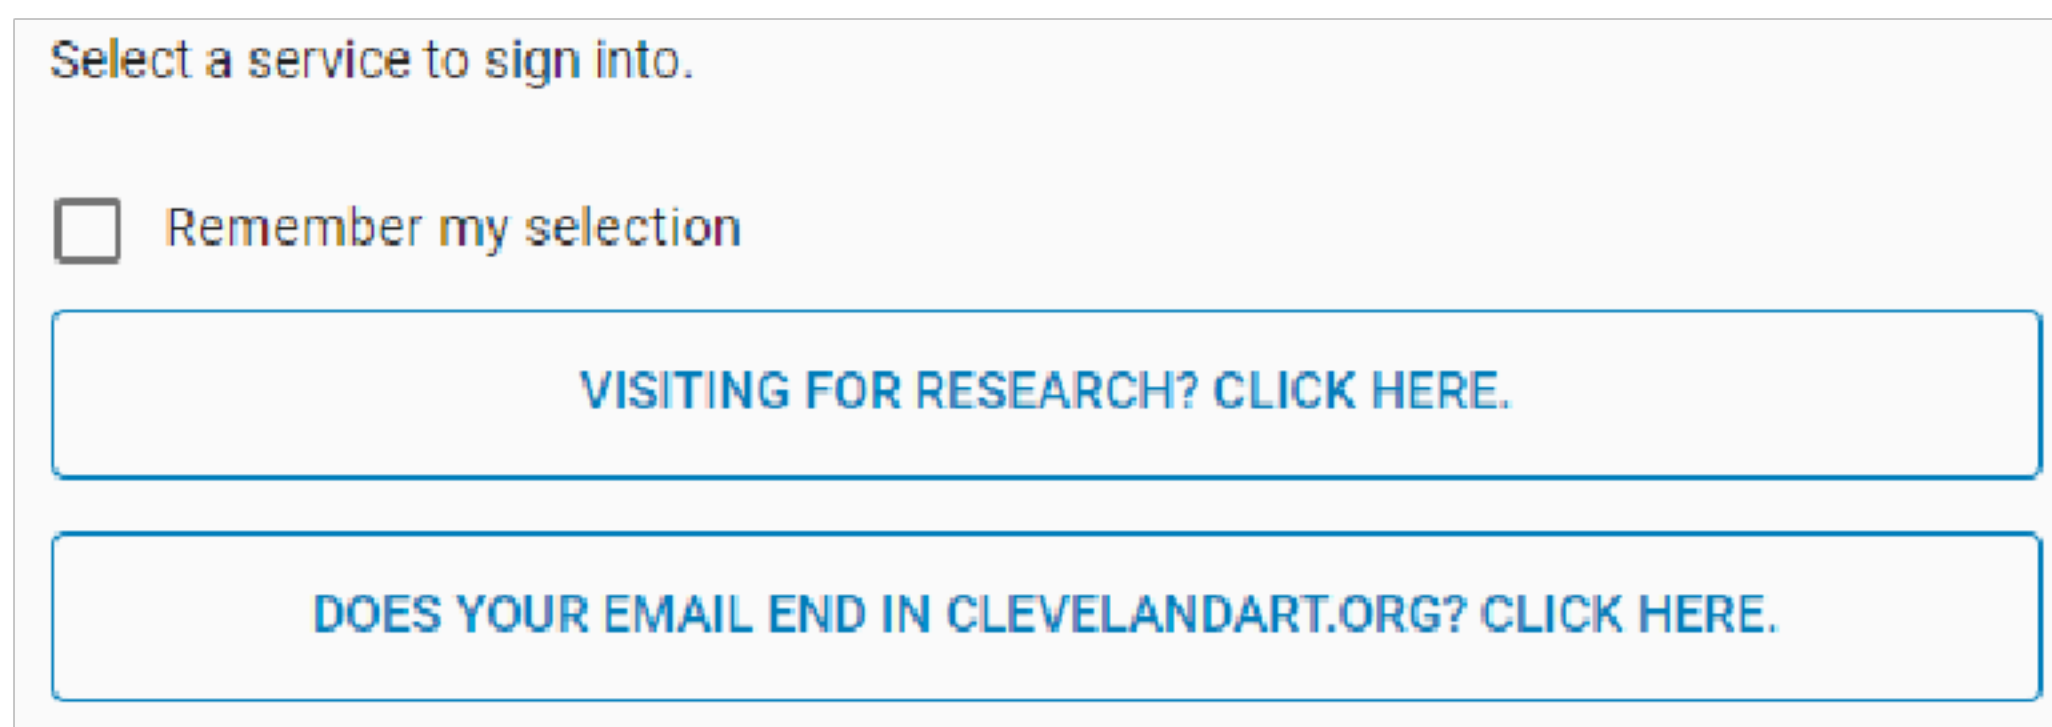 Select a service to sign into.
Remember my selection
VISITING FOR RESEARCH? CLICK HERE.
DOES YOUR EMAIL END IN CLEVELANDART.ORG? CLICK HERE.